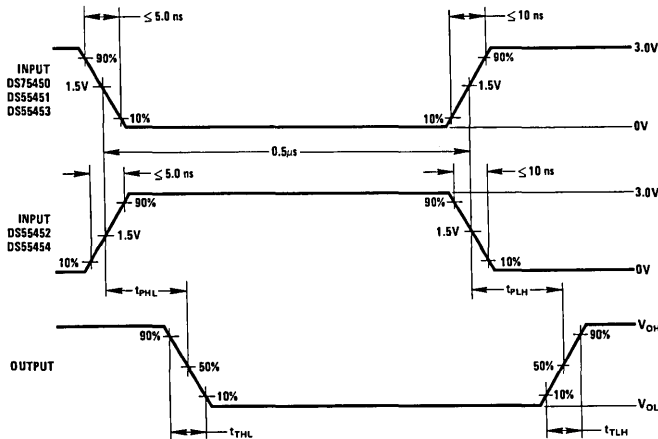 ≤ 5.0 ns
≤ 10 ns
INPUT
DS75450
DS55451
DS55453
90%
1.5V
10%
90%
1.5V
10%
3.0V
0V
0.5μs
≤ 5.0 ns
≤ 10 ns
INPUT
DS55452
DS55454
90%
1.5V
10%
90%
1.5V
10%
3.0V
0V
tPHL
tPLH
OUTPUT
90%
50%
10%
90%
50%
10%
VOH
VOL
tTHL
tTLH